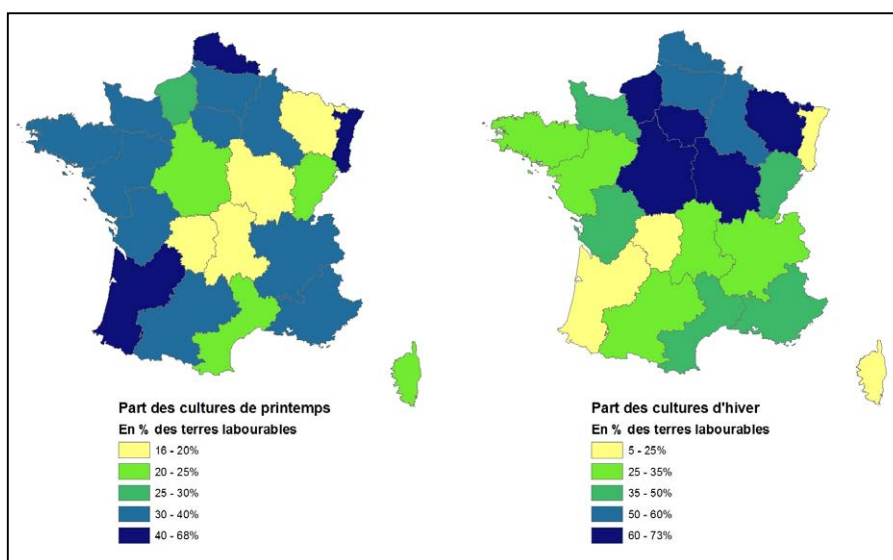 Part des cultures de printemps
En % des terres labourables
16 - 20%
20 - 25%
25 - 30%
30 - 40%
40 - 68%
Part des cultures d'hiver
En % des terres labourables
5 - 25%
25 - 35%
35 - 50%
50 - 60%
60 - 73%